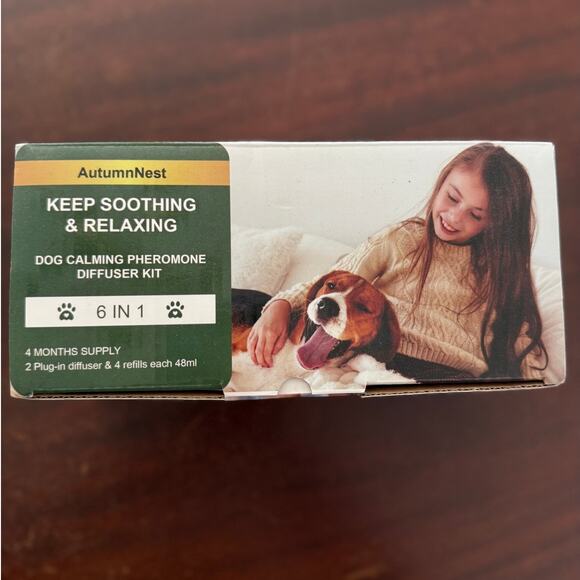 AutumnNest
KEEP SOOTHING
& RELAXING
DOG CALMING PHEROMONE
DIFFUSER KIT
6 IN 1
4 MONTHS SUPPLY
2 Plug-in diffuser & 4 refills each 48ml